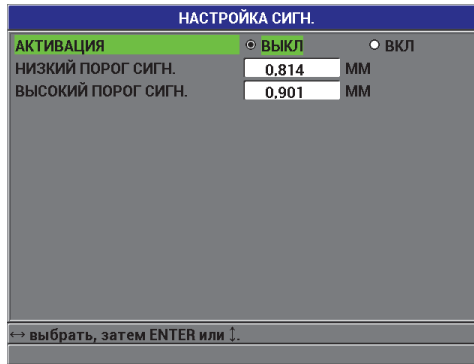 НАСТРОЙКА СИГН.
АКТИВАЦИЯ ВЫКЛ ВКЛ
НИЗКИЙ ПОРОГ СИГН. 0,814 ММ
ВЫСОКИЙ ПОРОГ СИГН. 0,901 ММ
↔ выбрать, затем ENTER или ↕.